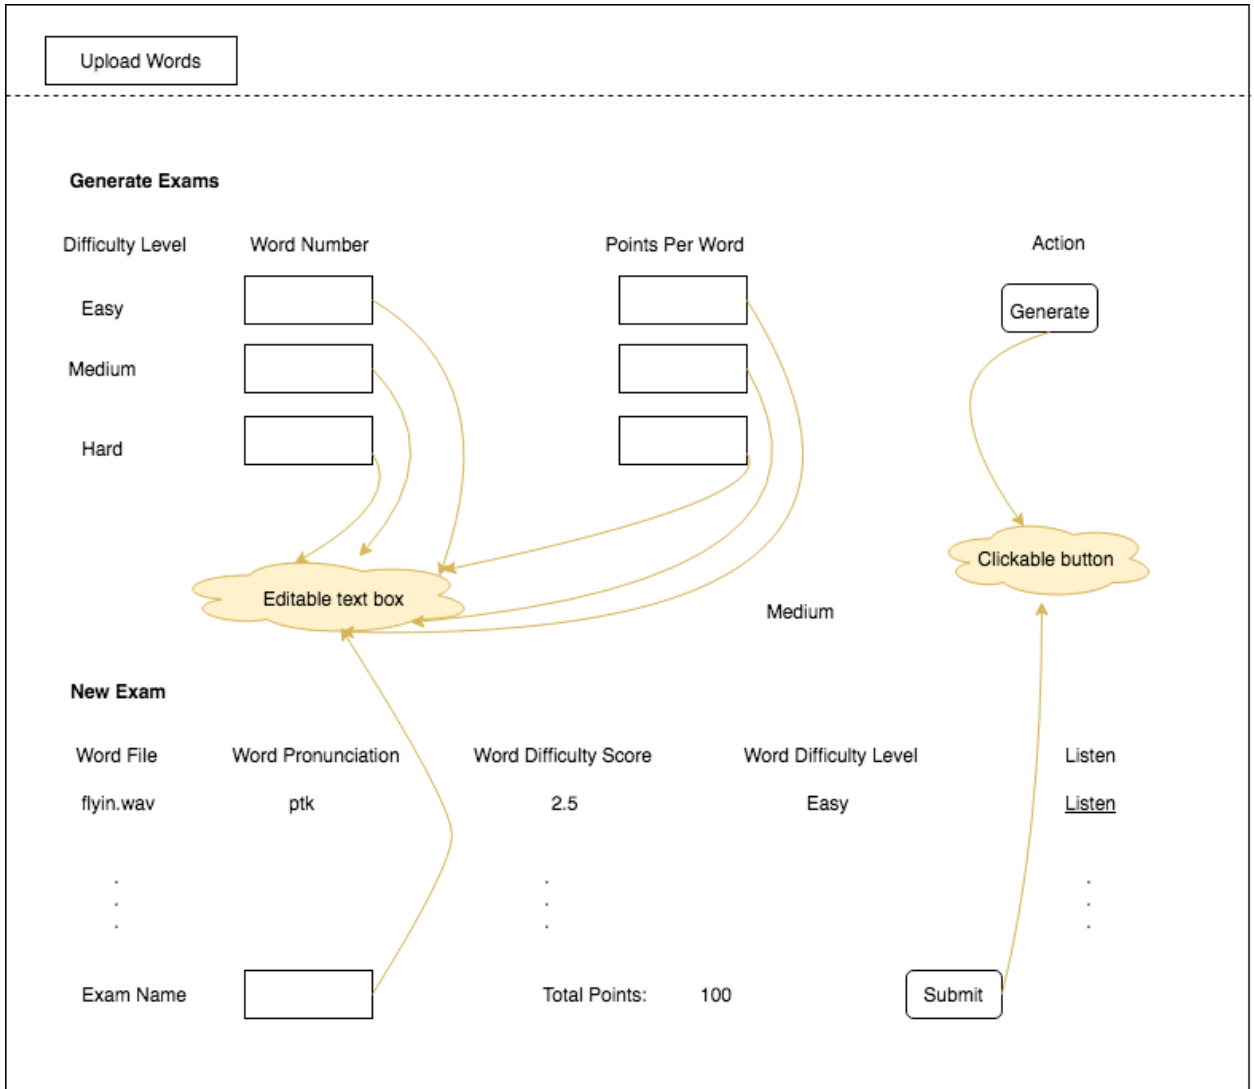 Upload Words
Generate Exams
Difficulty Level Word Number Points Per Word Action
Easy Generate
Medium
Hard
Clickable button
Editable text box
Medium
New Exam
Word File Word Pronunciation Word Difficulty Score Word Difficulty Level Listen
flyin.wav ptk 2.5 Easy Listen
Exam Name Total Points: 100 Submit